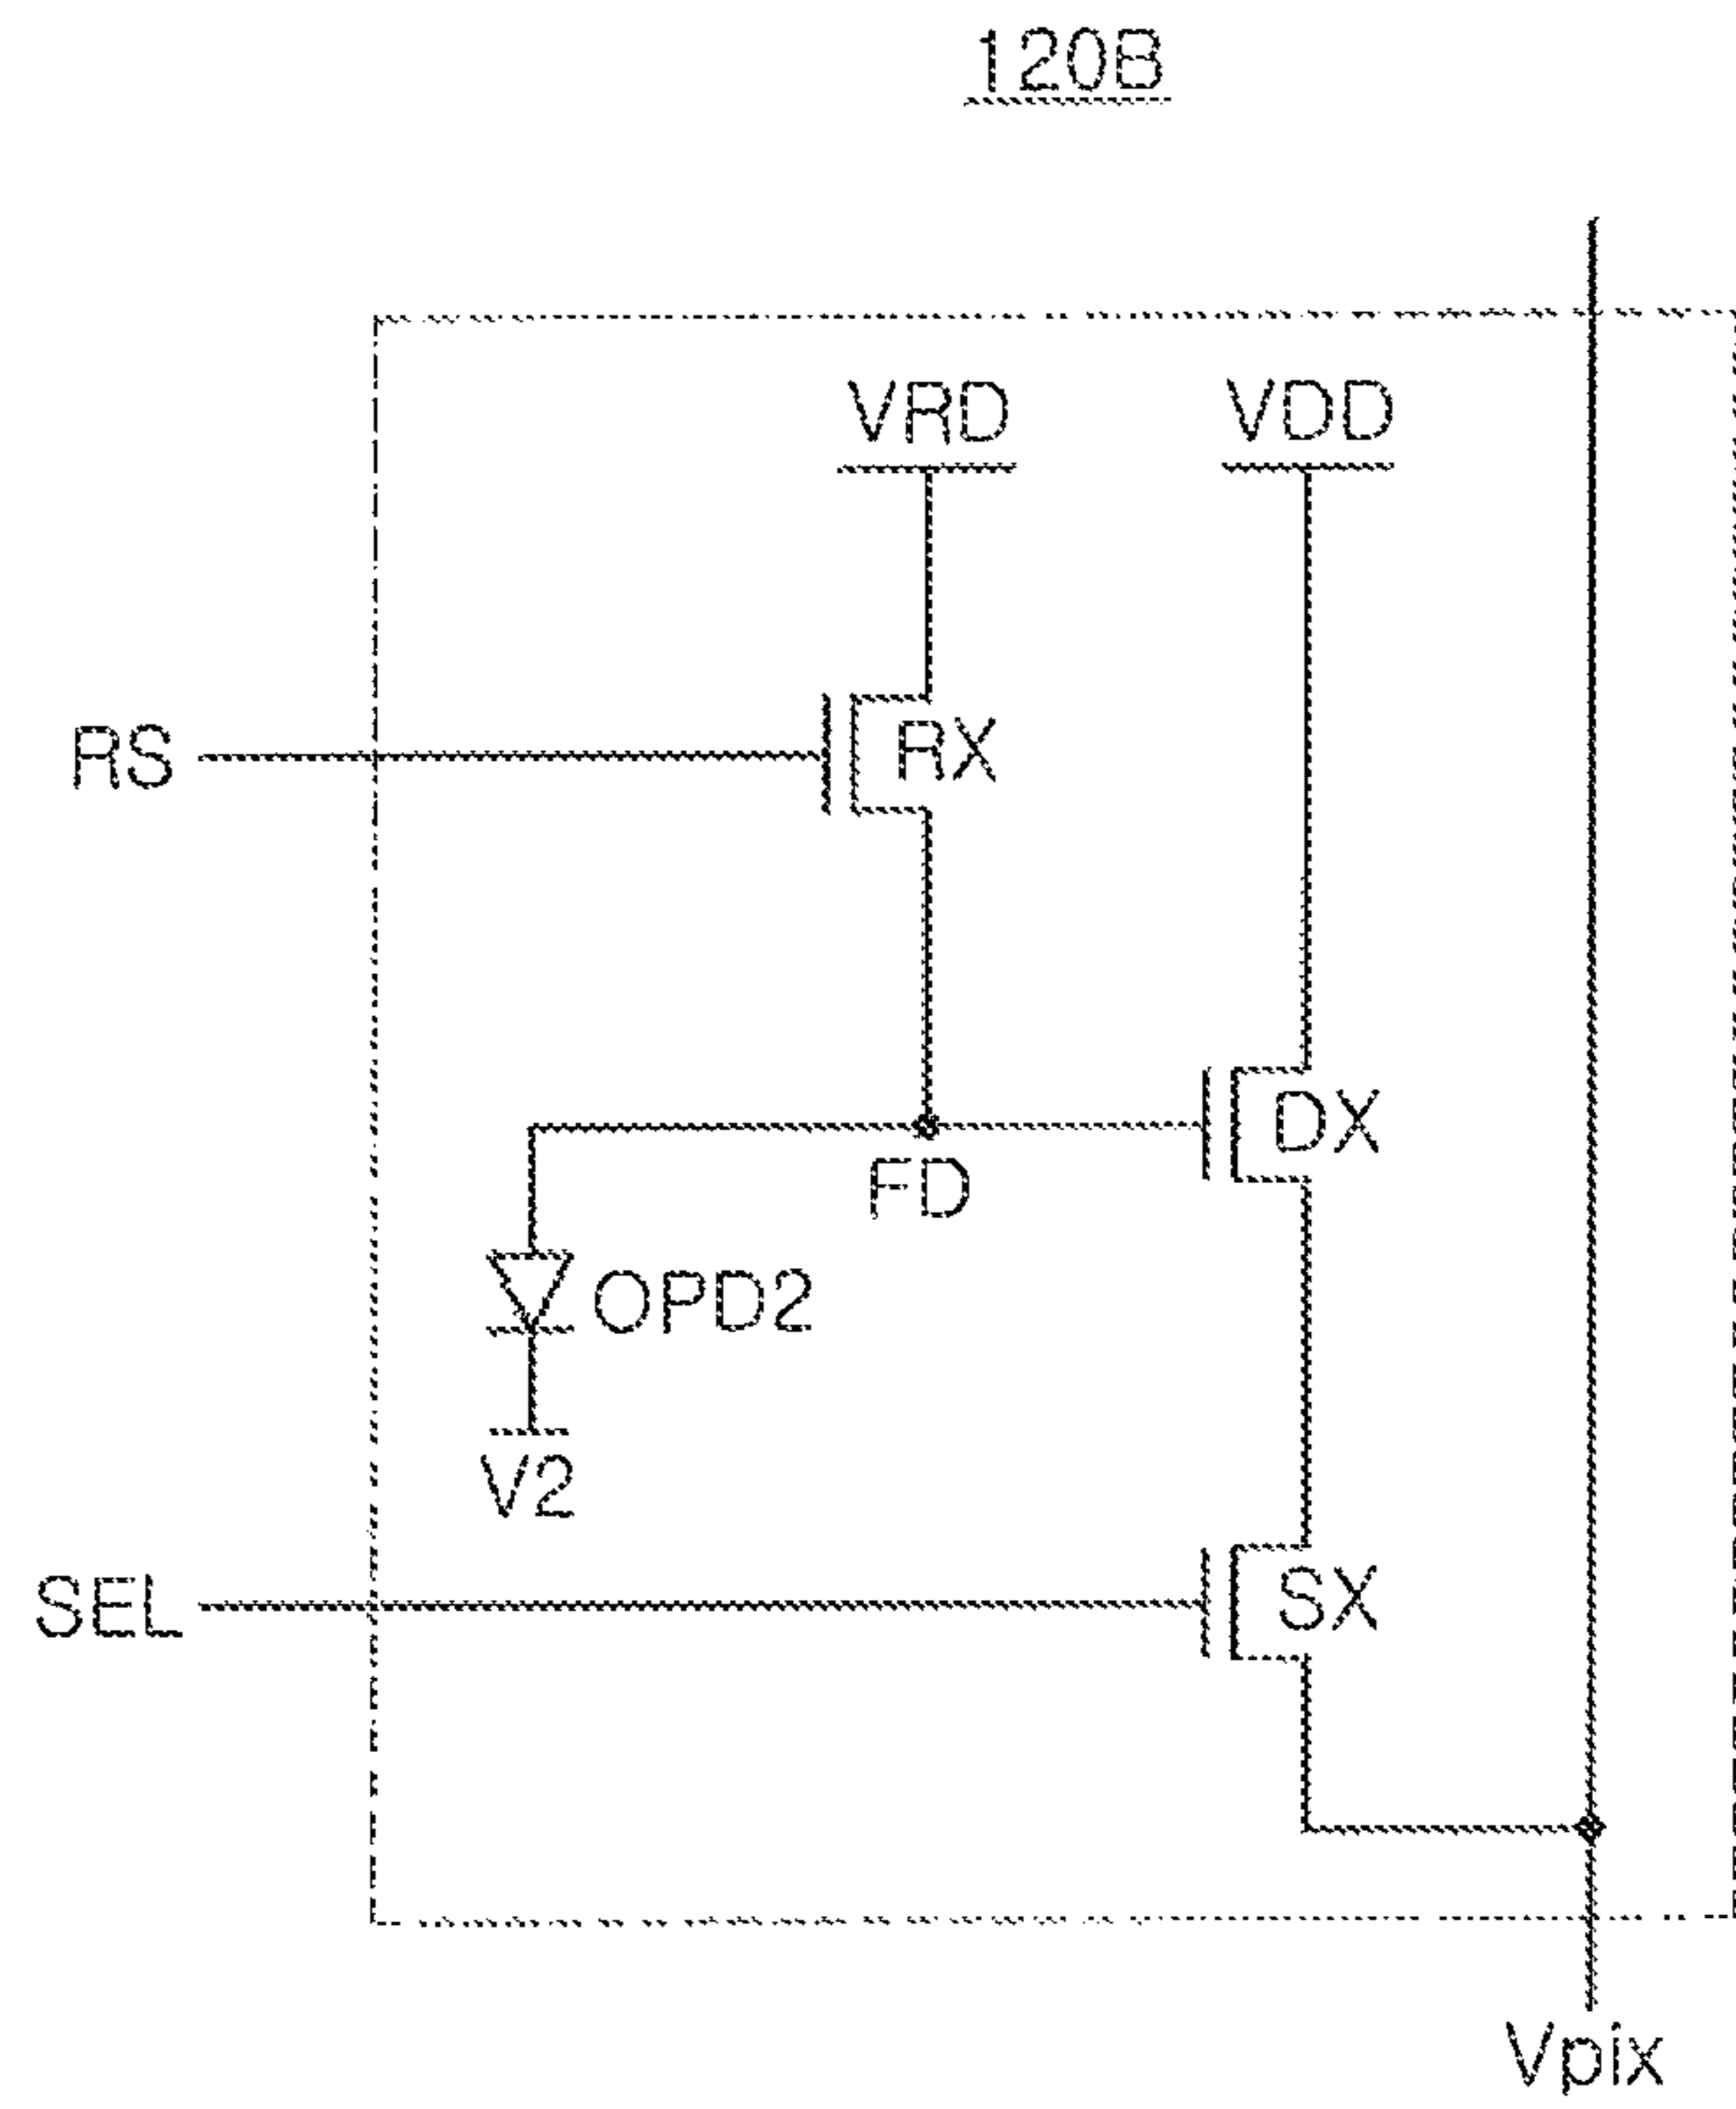 120B
VRD
VDD
RS
RX
DX
FD
OPD2
V2
SEL
SX
Vpix